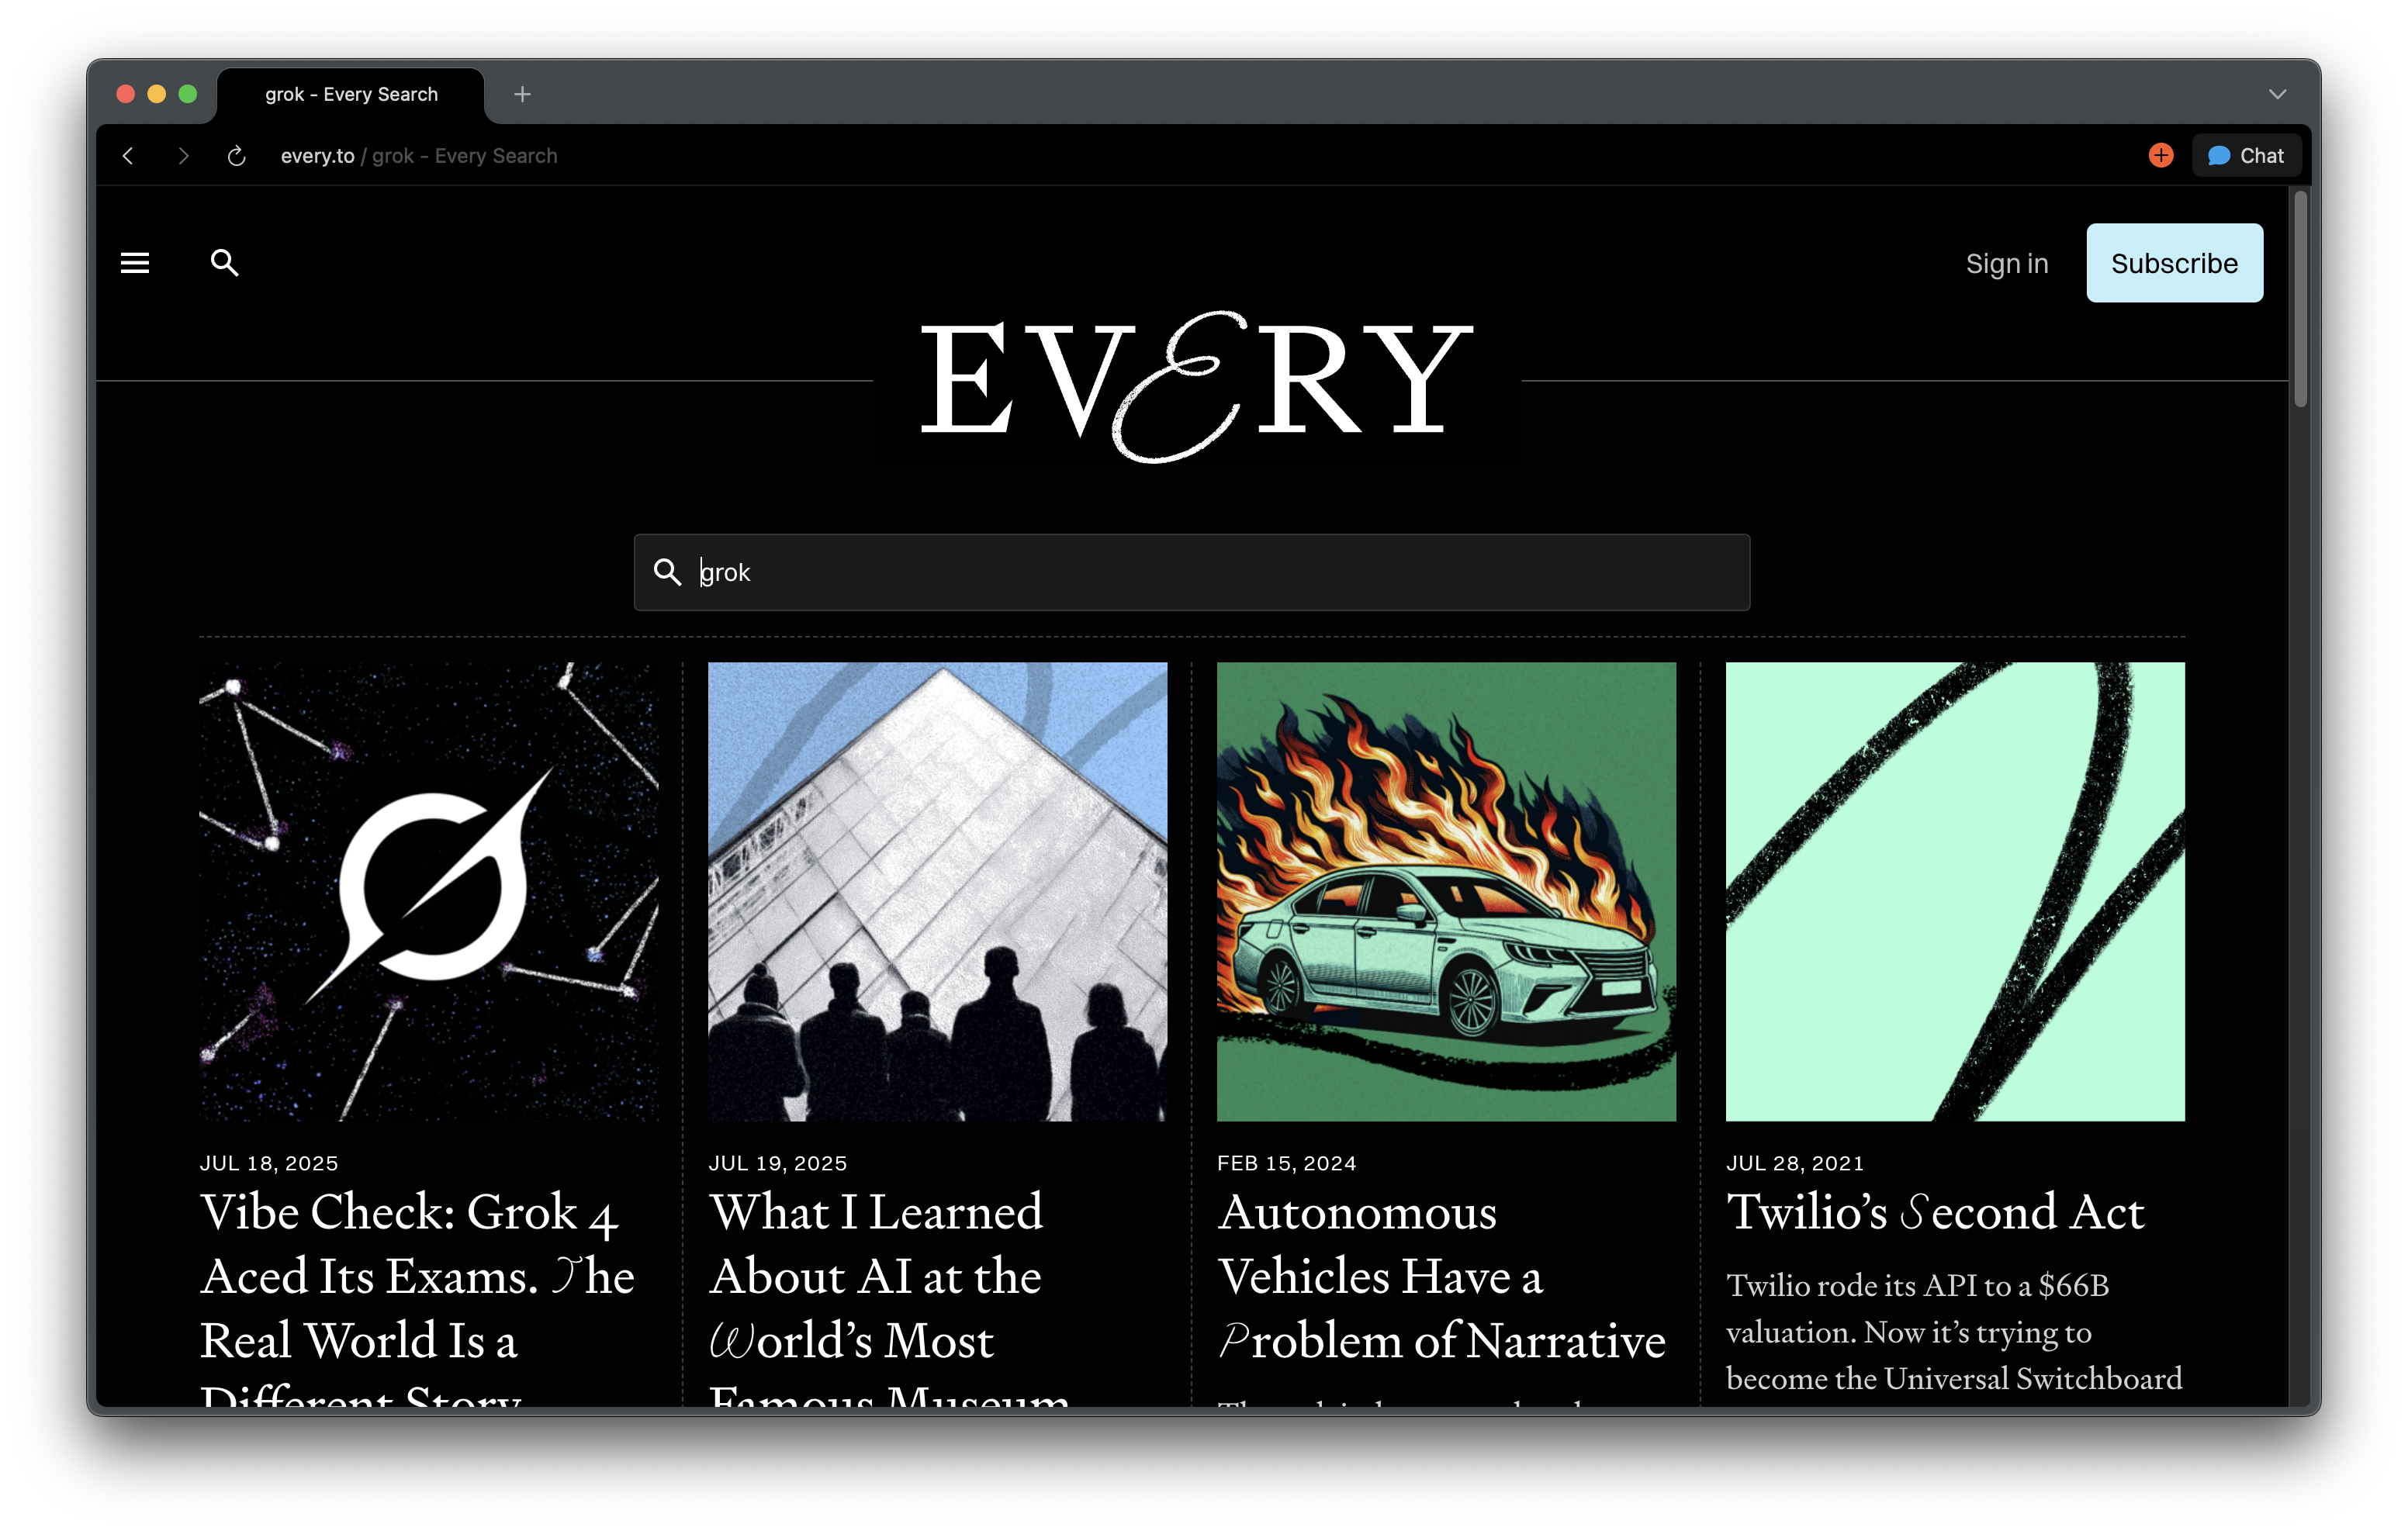 grok - Every Search
every.to / grok - Every Search
Chat
Sign in
Subscribe
EVERY
grok
JUL 18, 2025
Vibe Check: Grok 4
Aced Its Exams. The
Real World Is a
Different Story
JUL 19, 2025
What I Learned
About AI at the
World’s Most
Famous Museum
FEB 15, 2024
Autonomous
Vehicles Have a
Problem of Narrative
JUL 28, 2021
Twilio’s Second Act
Twilio rode its API to a $66B
valuation. Now it’s trying to
become the Universal Switchboard